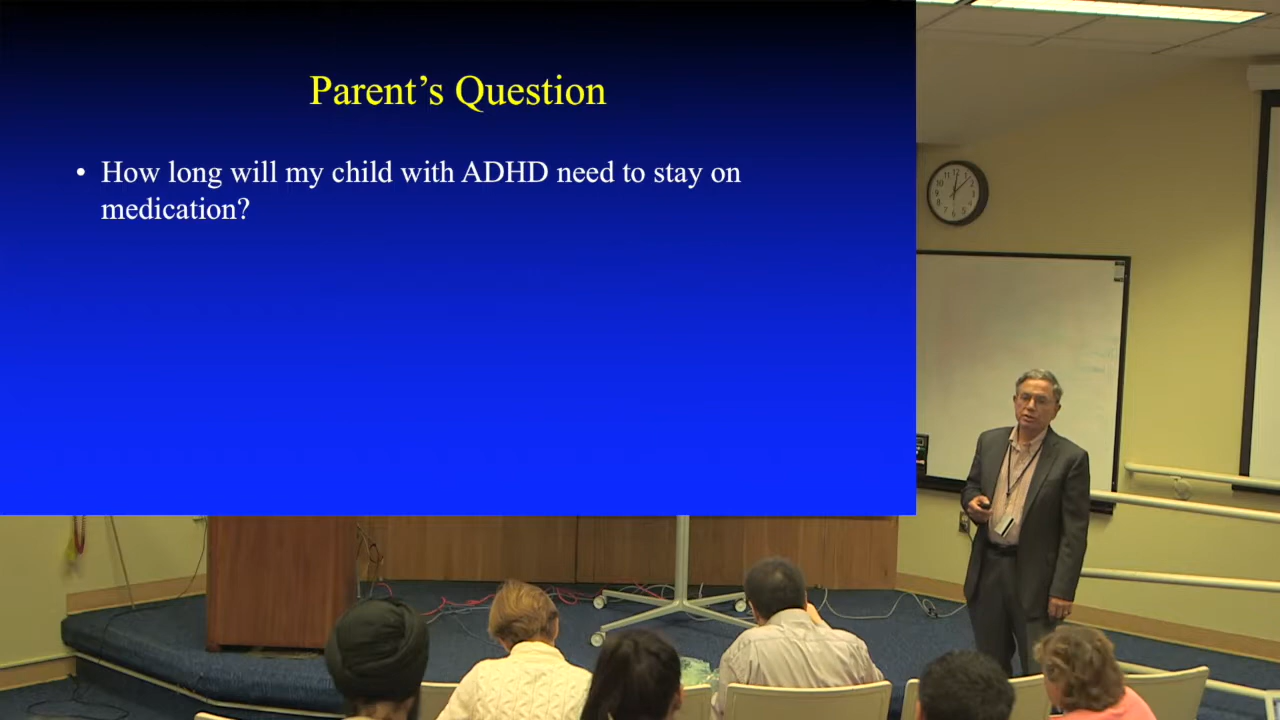 Parent's Question
• How long will my child with ADHD need to stay on
medication?